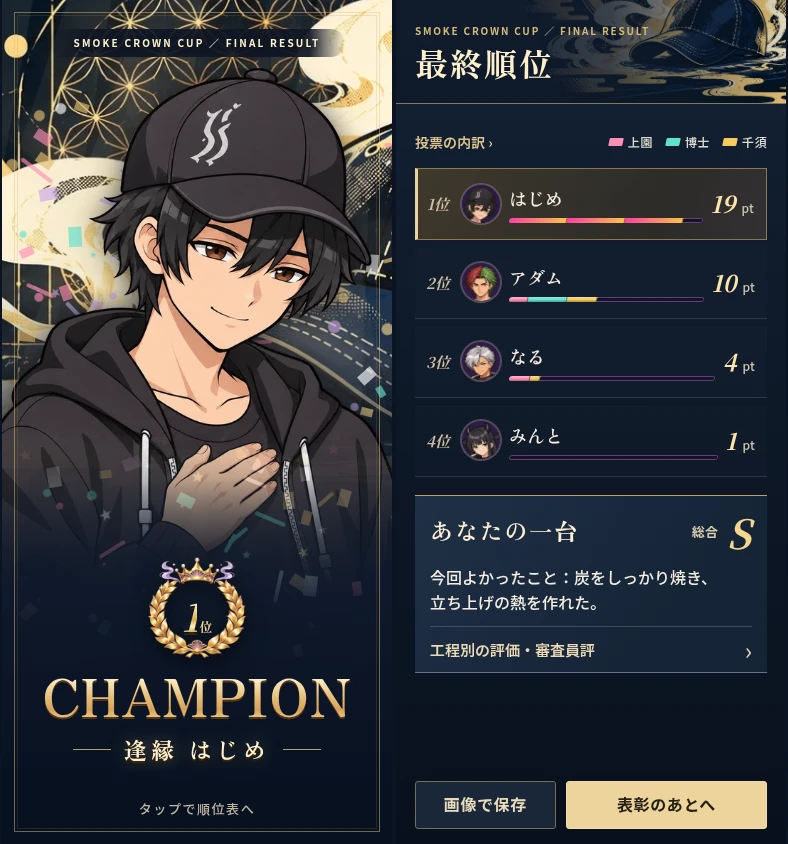 SMOKE CROWN CUP ／ FINAL RESULT
1位
CHAMPION
逢縁 はじめ
タップで順位表へ
SMOKE CROWN CUP ／ FINAL RESULT
最終順位
投票の内訳 ›
上園 博士 千須
1位 はじめ 19 pt
2位 アダム 10 pt
3位 なる 4 pt
4位 みんと 1 pt
あなたの一台 総合 S
今回よかったこと：炭をしっかり焼き、
立ち上げの熱を作れた。
工程別の評価・審査員評 ›
画像で保存 表彰のあとへ